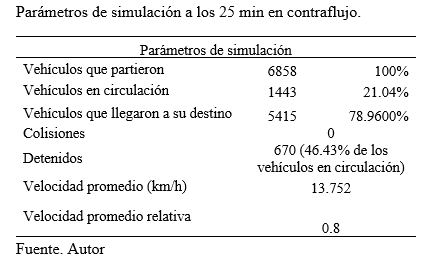 Parámetros de simulación a los 25 min en contraflujo.
Parámetros de simulación
Vehículos que partieron 6858 100%
Vehículos en circulación 1443 21.04%
Vehículos que llegaron a su destino 5415 78.9600%
Colisiones 0
Detenidos 670 (46.43% de los
vehículos en circulación)
Velocidad promedio (km/h) 13.752
Velocidad promedio relativa
0.8
Fuente. Autor